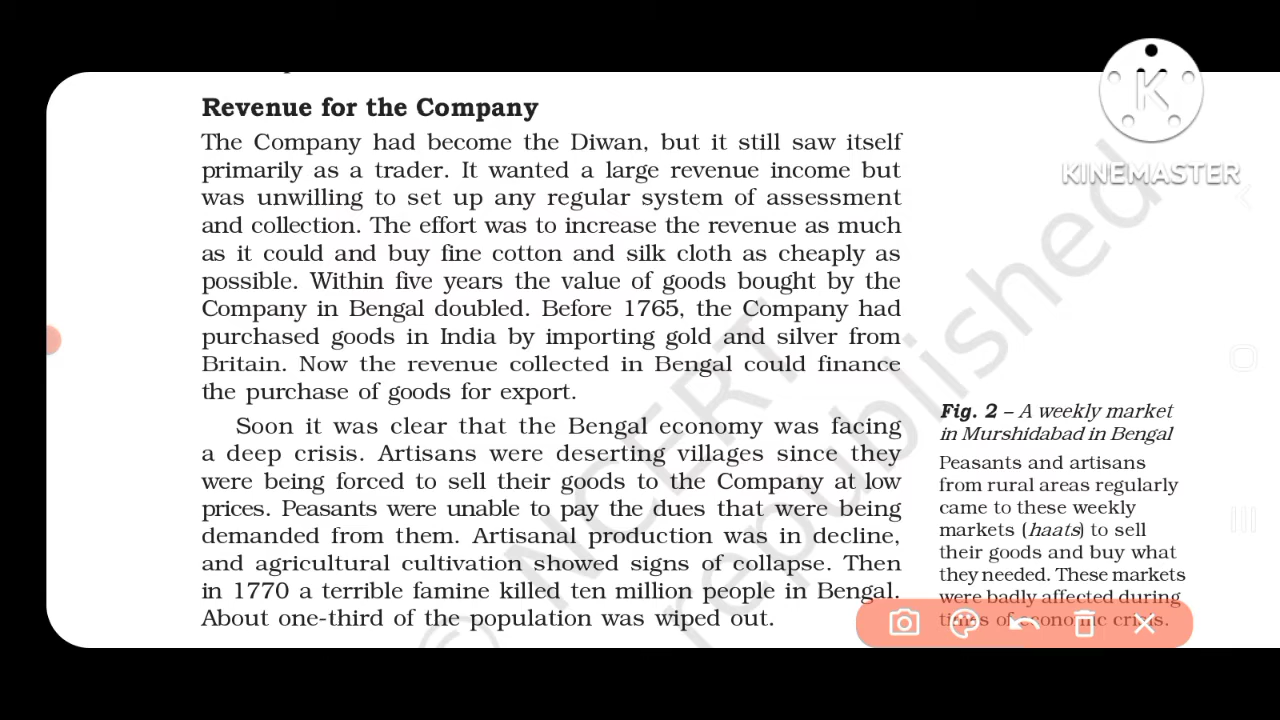 Revenue for the Company
The Company had become the Diwan, but it still saw itself
primarily as a trader. It wanted a large revenue income but
was unwilling to set up any regular system of assessment
and collection. The effort was to increase the revenue as much
as it could and buy fine cotton and silk cloth as cheaply as
possible. Within five years the value of goods bought by the
Company in Bengal doubled. Before 1765, the Company had
purchased goods in India by importing gold and silver from
Britain. Now the revenue collected in Bengal could finance
the purchase of goods for export.
Soon it was clear that the Bengal economy was facing
a deep crisis. Artisans were deserting villages since they
were being forced to sell their goods to the Company at low
prices. Peasants were unable to pay the dues that were being
demanded from them. Artisanal production was in decline,
and agricultural cultivation showed signs of collapse. Then
in 1770 a terrible famine killed ten million people in Bengal.
About one-third of the population was wiped out.
Fig. 2 – A weekly market
in Murshidabad in Bengal
Peasants and artisans
from rural areas regularly
came to these weekly
markets (haats) to sell
their goods and buy what
they needed. These markets
were badly affected during
times of economic crisis.
K
KINEMASTER
© NCERT
republished